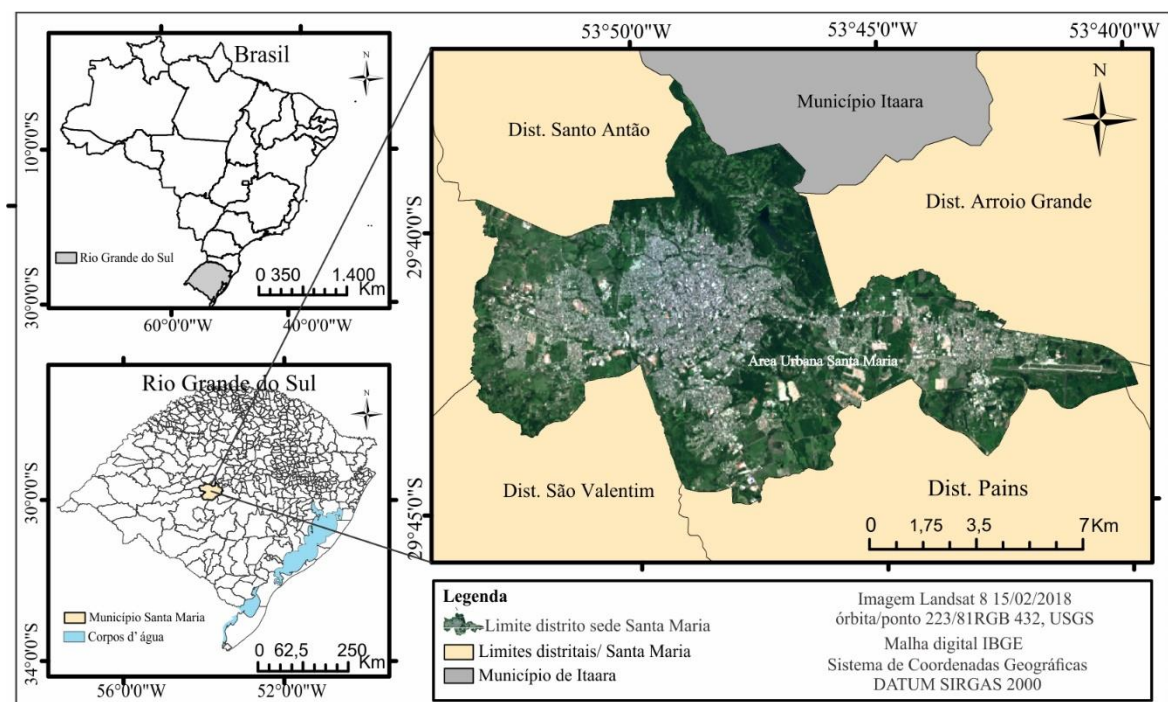 Brasil
N
10°0'0"S
30°0'0"S
Rio Grande do Sul
0 350 1.400
Km
60°0'0"W 40°0'0"W
Rio Grande do Sul
N
30°0'0"S
34°0'0"S
Município Santa Maria
Corpos d' água
0 62,5 250
Km
56°0'0"W 52°0'0"W
53°50'0"W 53°45'0"W 53°40'0"W
N
Município Itaara
Dist. Santo Antão
Dist. Arroio Grande
29°40'0"S
Área Urbana Santa Maria
Dist. São Valentim
Dist. Pains
29°45'0"S
0 1,75 3,5 7 Km
Legenda
Limite distrito sede Santa Maria
Limites distritais/ Santa Maria
Município de Itaara
Imagem Landsat 8 15/02/2018
órbita/ponto 223/81RGB 432, USGS
Malha digital IBGE
Sistema de Coordenadas Geográficas
DATUM SIRGAS 2000